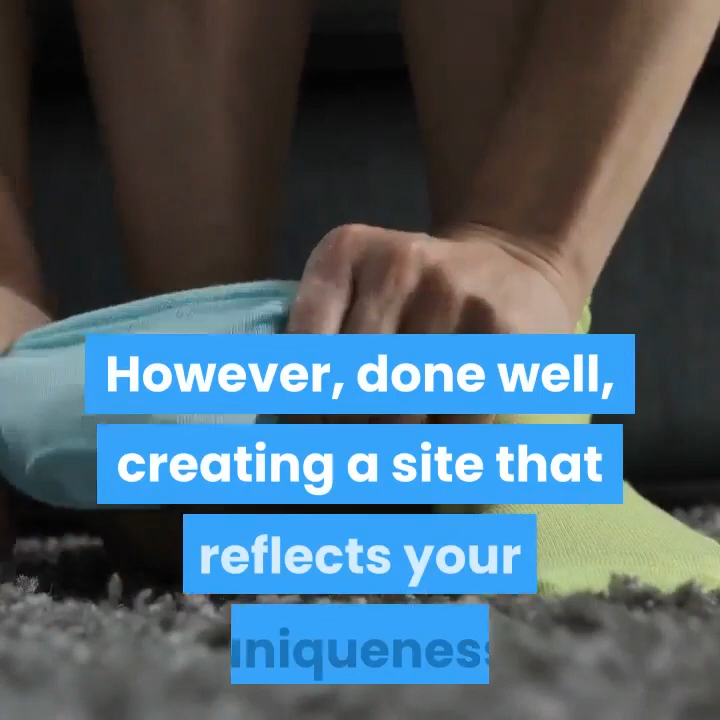 However, done well,
creating a site that
reflects your
uniqueness